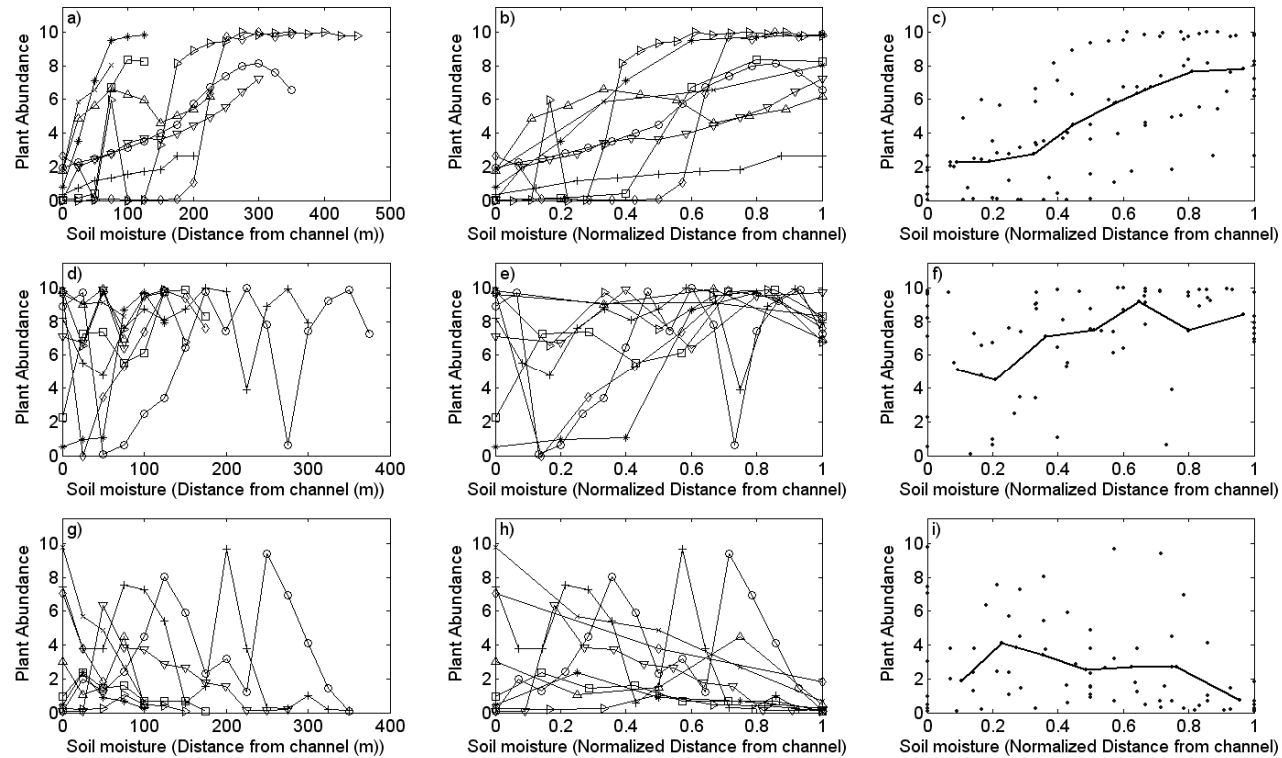 a)
10
8
6
4
2
0
Plant Abundance
0 100 200 300 400 500
Soil moisture (Distance from channel (m))
b)
10
8
6
4
2
0
Plant Abundance
0 0.2 0.4 0.6 0.8 1
Soil moisture (Normalized Distance from channel)
c)
10
8
6
4
2
0
Plant Abundance
0 0.2 0.4 0.6 0.8 1
Soil moisture (Normalized Distance from channel)
d)
10
8
6
4
2
0
Plant Abundance
0 100 200 300 400
Soil moisture (Distance from channel (m))
e)
10
8
6
4
2
0
Plant Abundance
0 0.2 0.4 0.6 0.8 1
Soil moisture (Normalized Distance from channel)
f)
10
8
6
4
2
0
Plant Abundance
0 0.2 0.4 0.6 0.8 1
Soil moisture (Normalized Distance from channel)
g)
10
8
6
4
2
0
Plant Abundance
0 100 200 300 400
Soil moisture (Distance from channel (m))
h)
10
8
6
4
2
0
Plant Abundance
0 0.2 0.4 0.6 0.8 1
Soil moisture (Normalized Distance from channel)
i)
10
8
6
4
2
0
Plant Abundance
0 0.2 0.4 0.6 0.8 1
Soil moisture (Normalized Distance from channel)